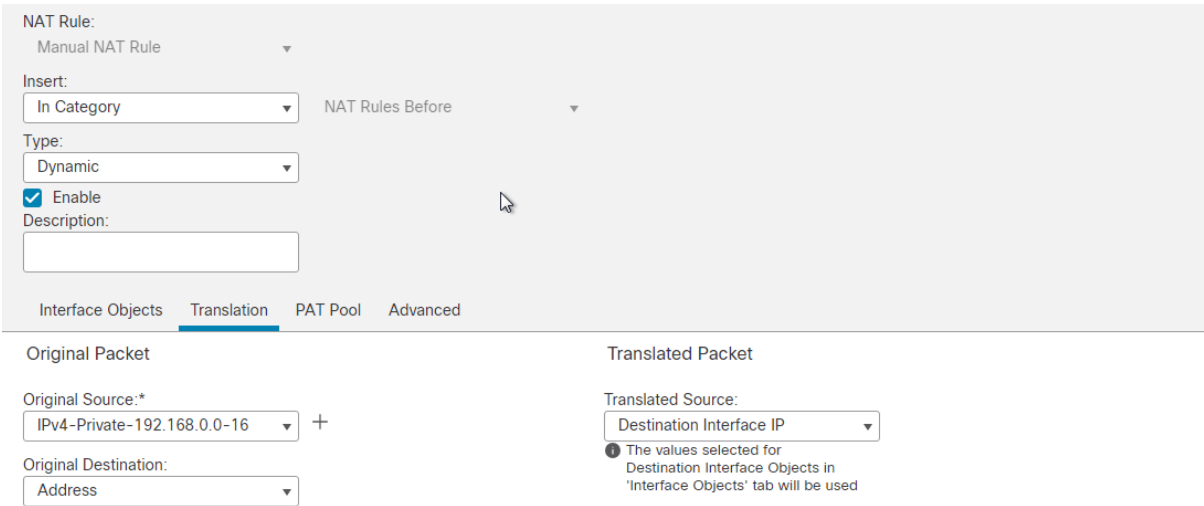 NAT Rule:
Manual NAT Rule
Insert:
In Category
NAT Rules Before
Type:
Dynamic
Enable
Description:
Interface Objects Translation PAT Pool Advanced
Original Packet
Original Source:*
IPv4-Private-192.168.0.0-16
Original Destination:
Address
Translated Packet
Translated Source:
Destination Interface IP
The values selected for
Destination Interface Objects in
'Interface Objects' tab will be used